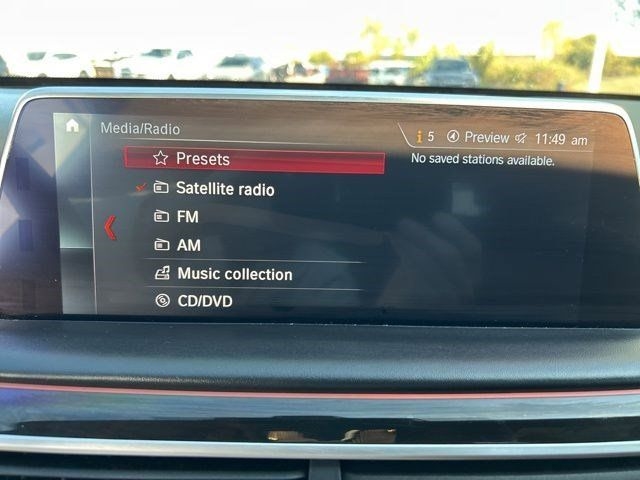 Media/Radio
5 Preview 11:49 am
Presets
No saved stations available.
Satellite radio
FM
AM
Music collection
CD/DVD